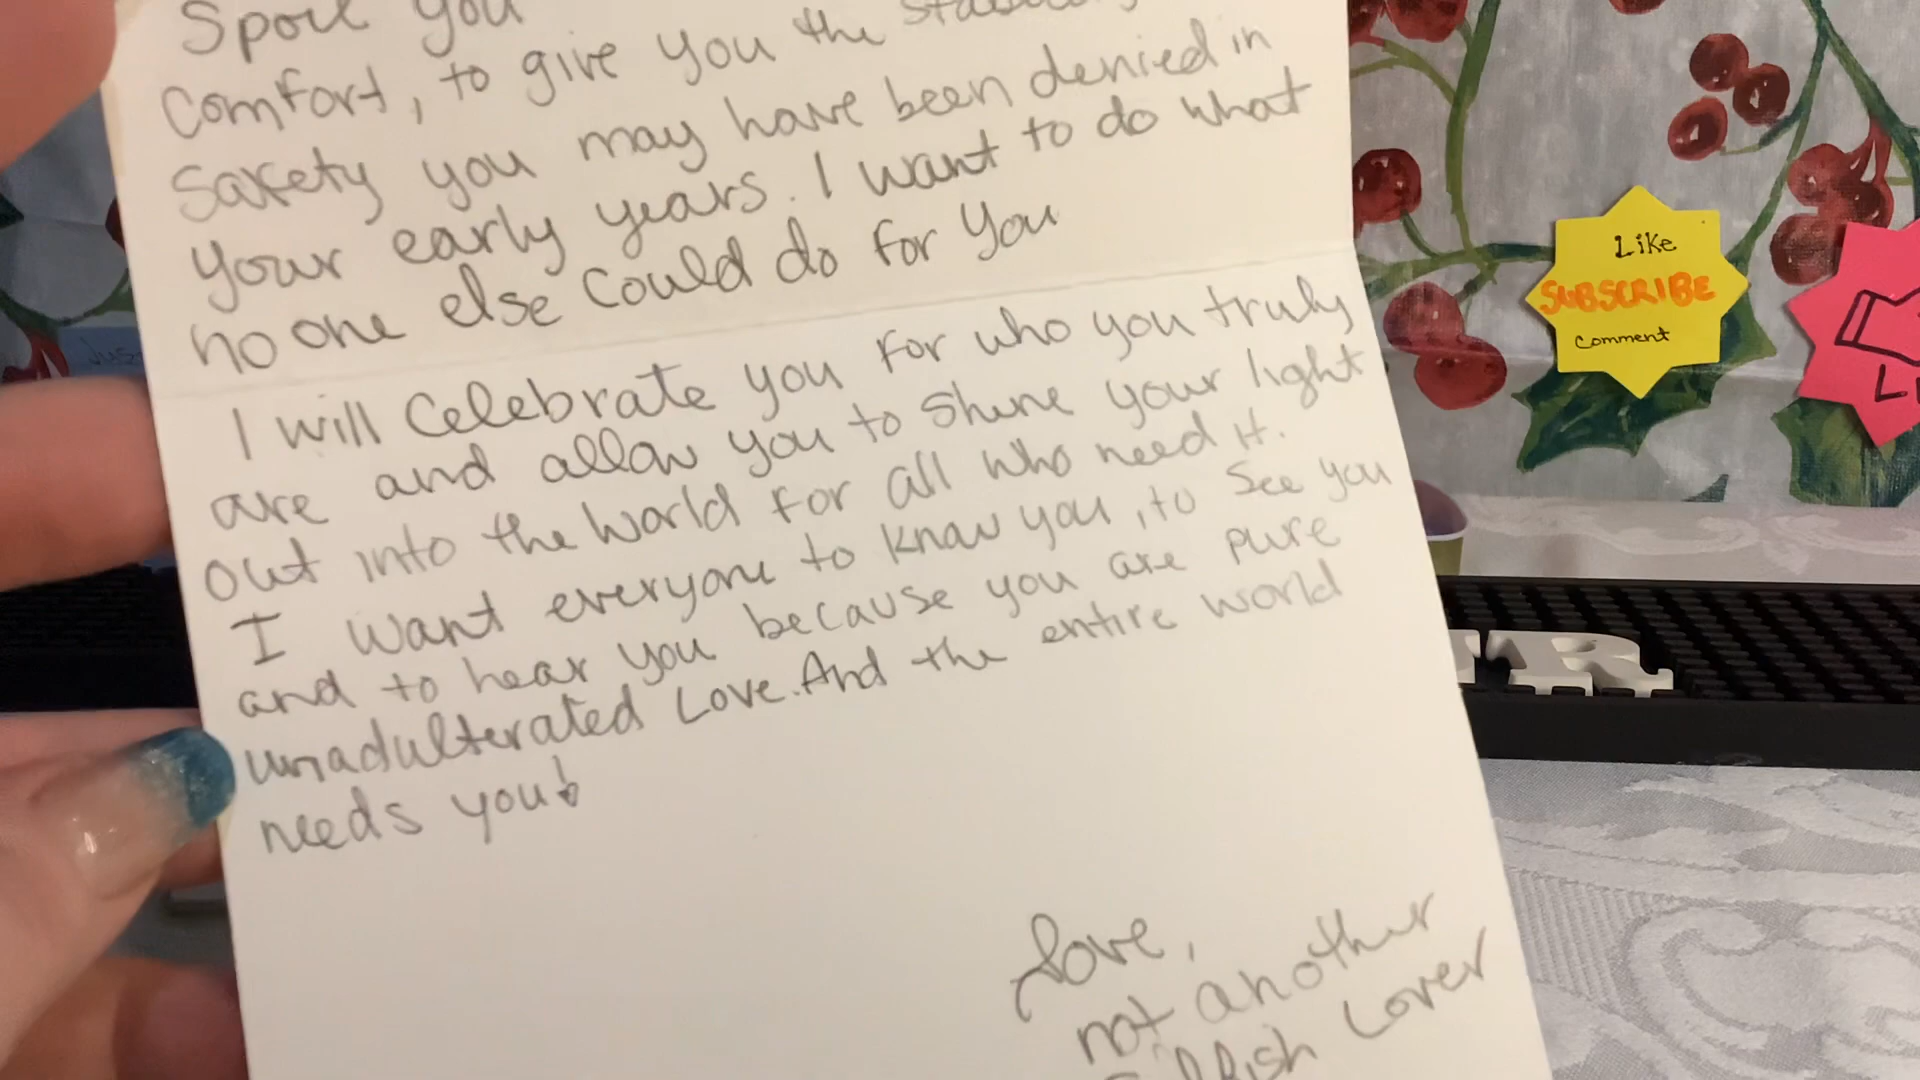 Spoil you
Comfort, to give you the
Safety you may have been denied in
your early years. I want to do what
no one else could do for you
I will Celebrate you for who you truly
are and allow you to shine your light
out into the world for all who need it.
I want everyone to know you, to see you
and to hear you because you are pure
unadulterated Love. And the entire world
needs you!
Love,
not another
Selfish Lover
Like
SUBSCRIBE
Comment
R